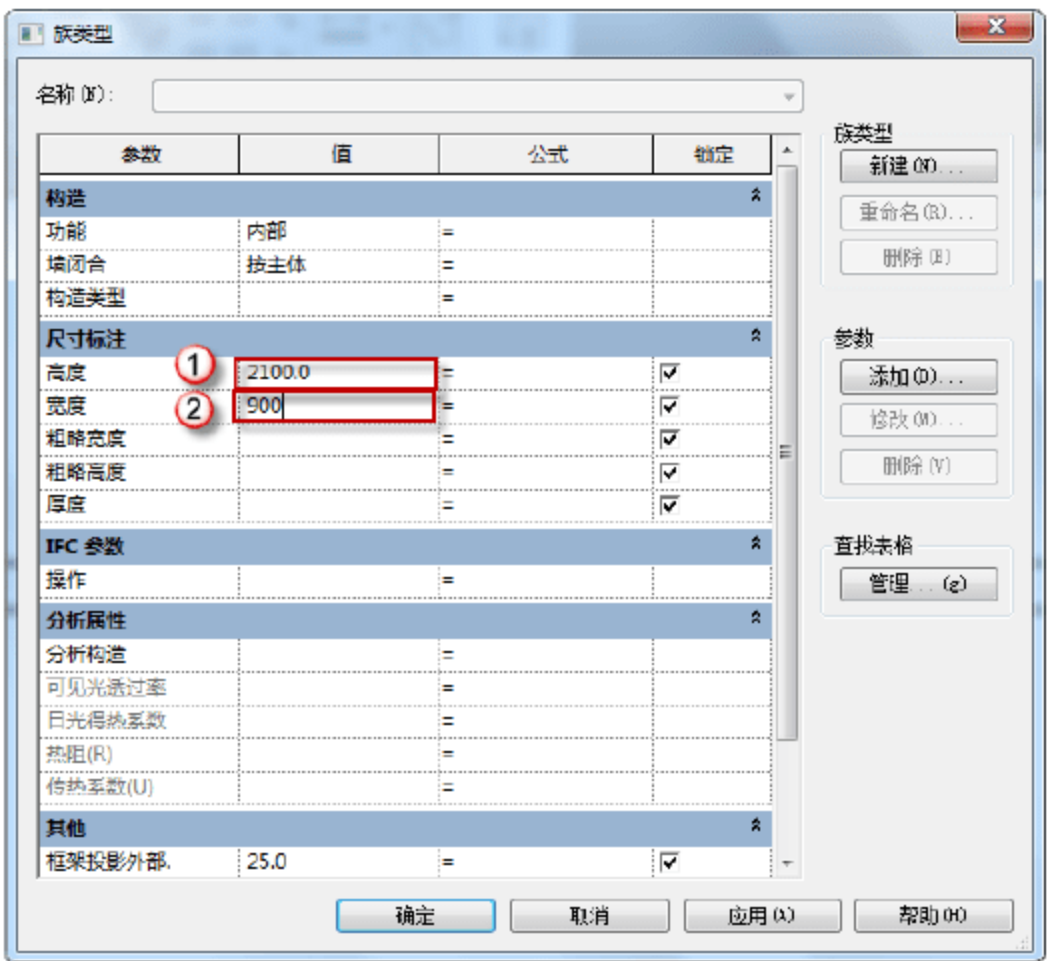 族类型
名称(N):
参数 值 公式 锁定
构造
功能 内部 =
墙闭合 按主体 =
构造类型 =
尺寸标注
① 高度 2100.0 =
② 宽度 900 =
粗略宽度 =
粗略高度 =
厚度 =
IFC 参数
操作 =
分析属性
分析构造 =
可见光透过率 =
日光得热系数 =
热阻(R) =
传热系数(U) =
其他
框架投影外部. 25.0 =
族类型
新建(N)...
重命名(R)...
删除(E)
参数
添加(D)...
修改(M)...
删除(V)
查找表格
管理... (g)
确定 取消 应用(A) 帮助(H)